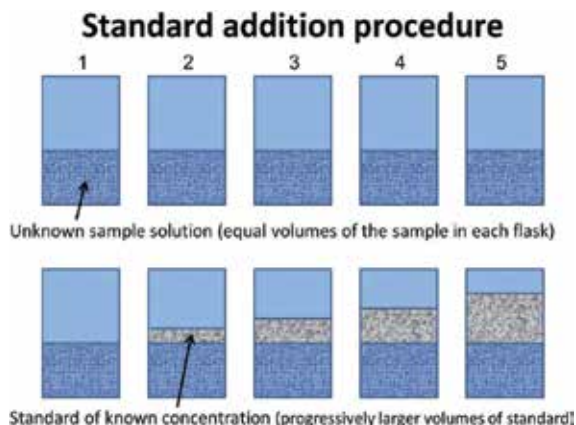 Standard addition procedure
1 2 3 4 5
Unknown sample solution (equal volumes of the sample in each flask)
Standard of known concentration (progressively larger volumes of standard)